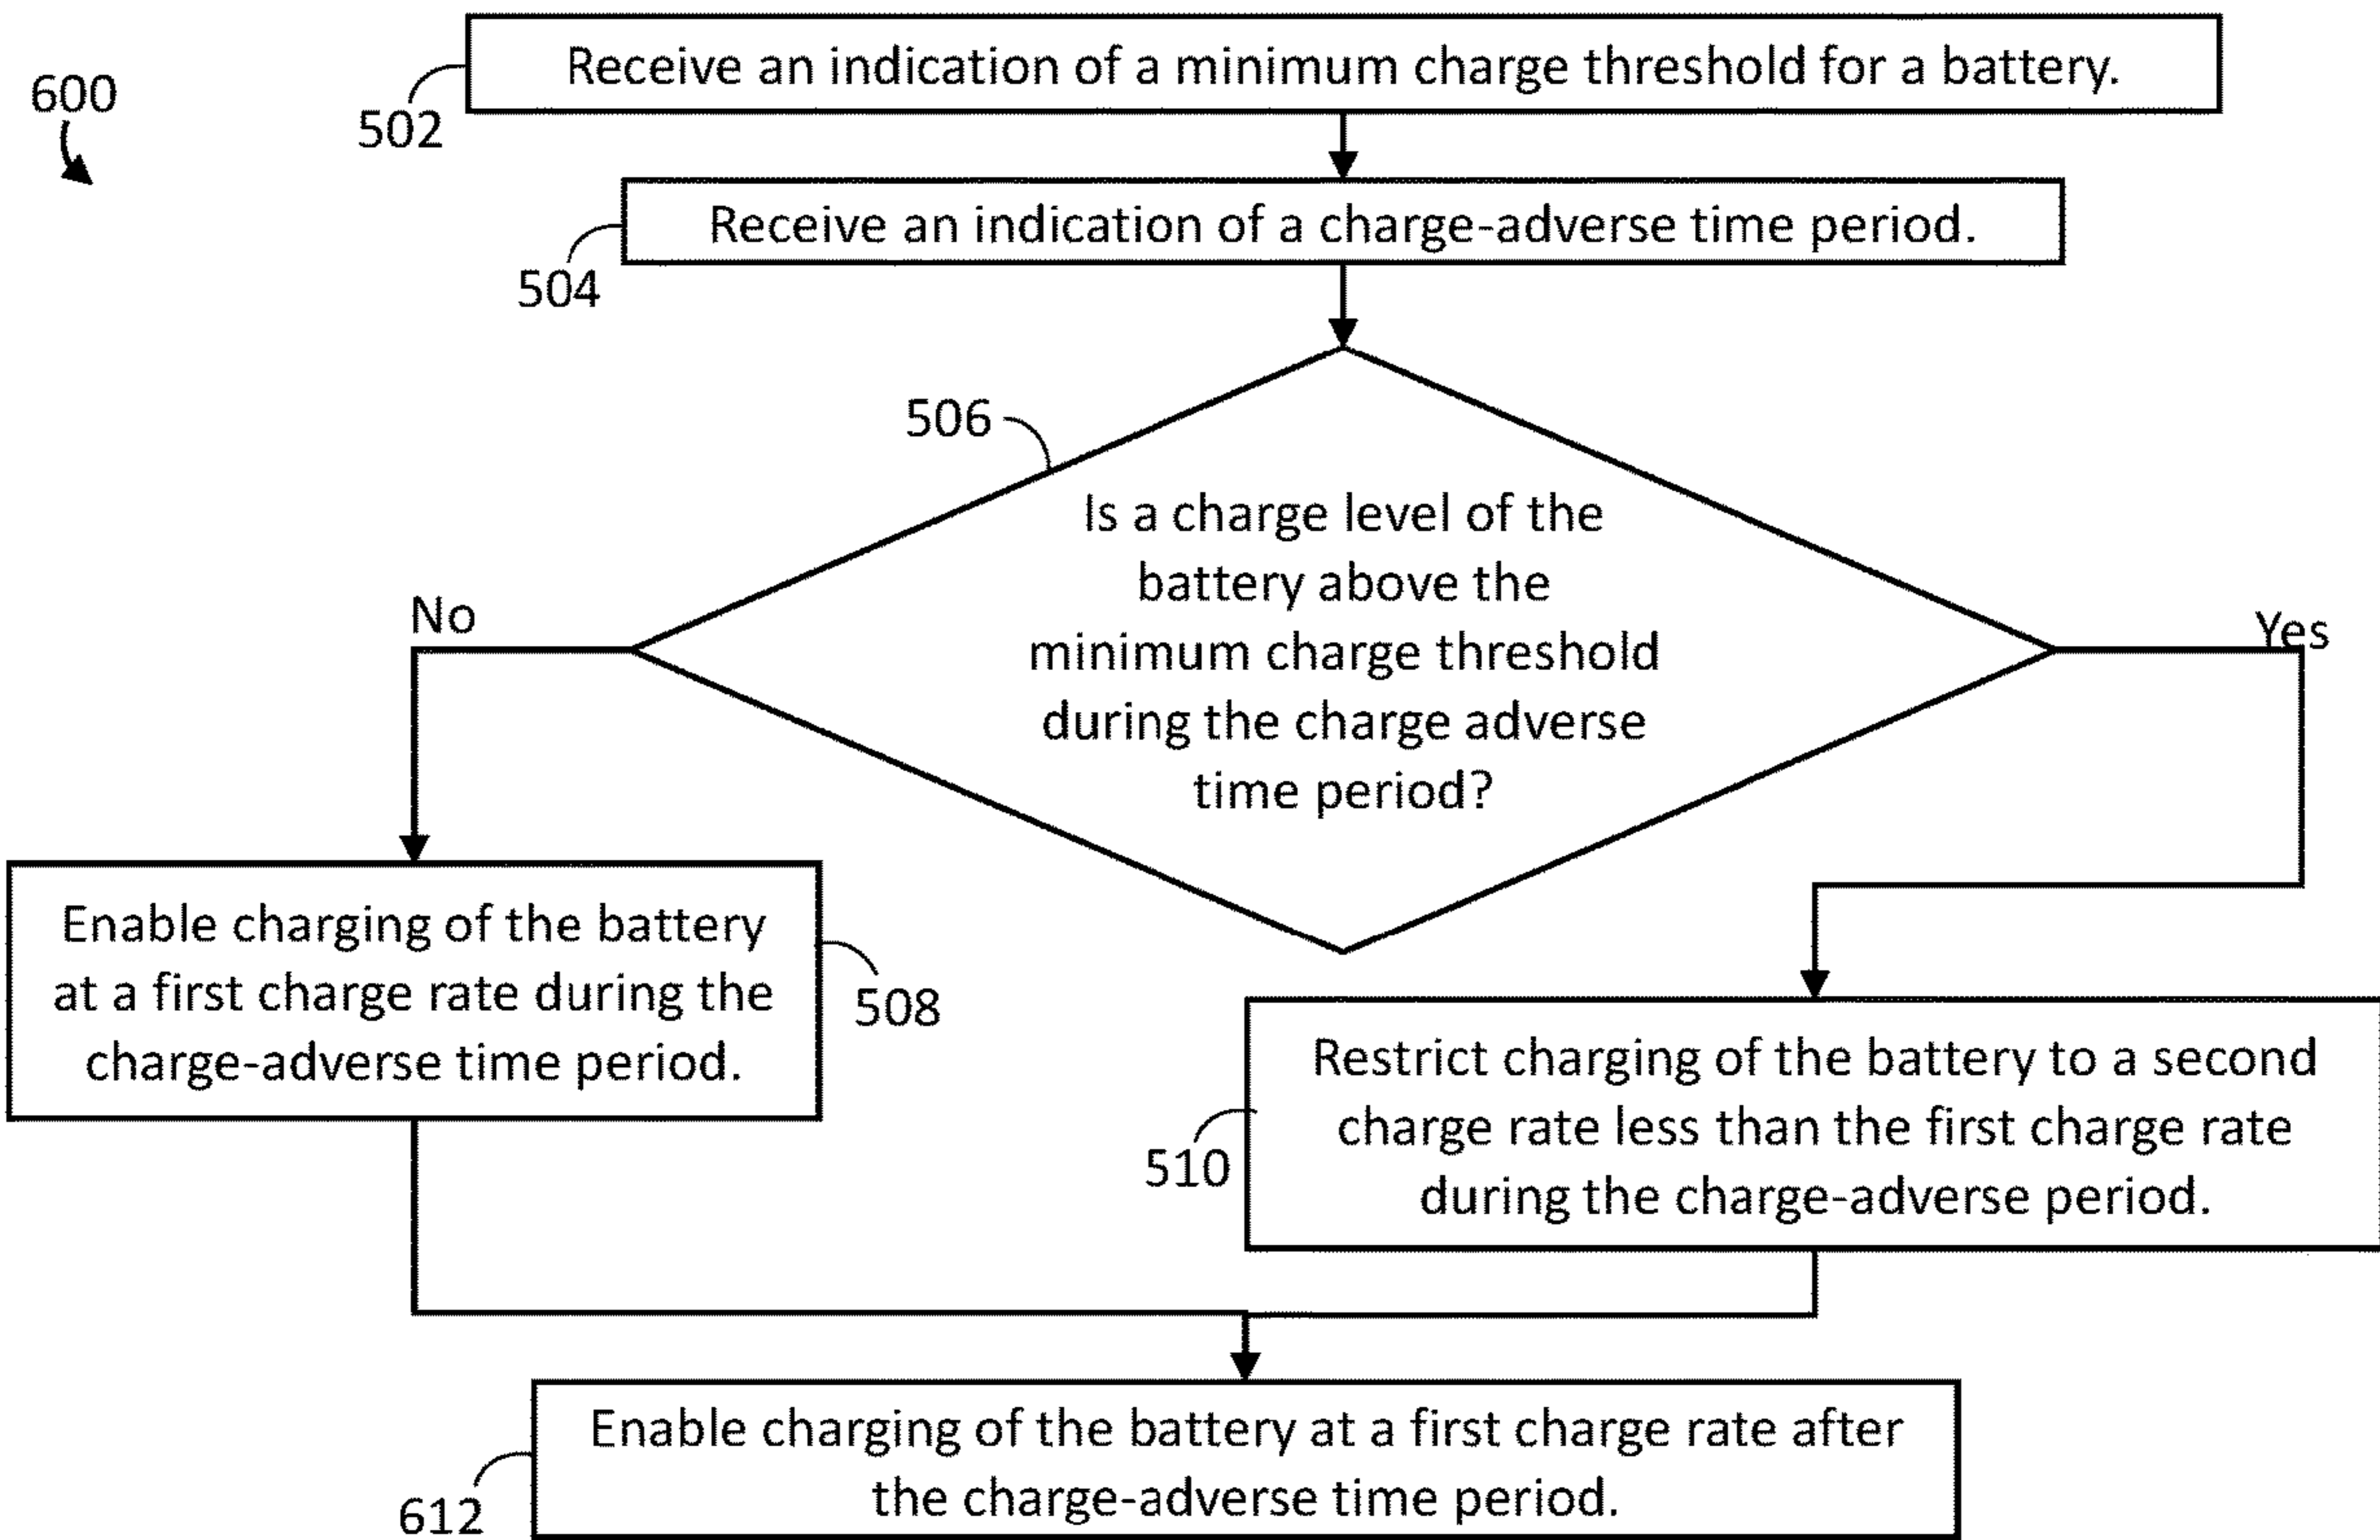 600
Receive an indication of a minimum charge threshold for a battery.
502
Receive an indication of a charge-adverse time period.
504
506
Is a charge level of the
battery above the
minimum charge threshold
during the charge adverse
time period?
No
Yes
Enable charging of the battery
at a first charge rate during the
charge-adverse time period.
508
Restrict charging of the battery to a second
charge rate less than the first charge rate
during the charge-adverse period.
510
Enable charging of the battery at a first charge rate after
the charge-adverse time period.
612